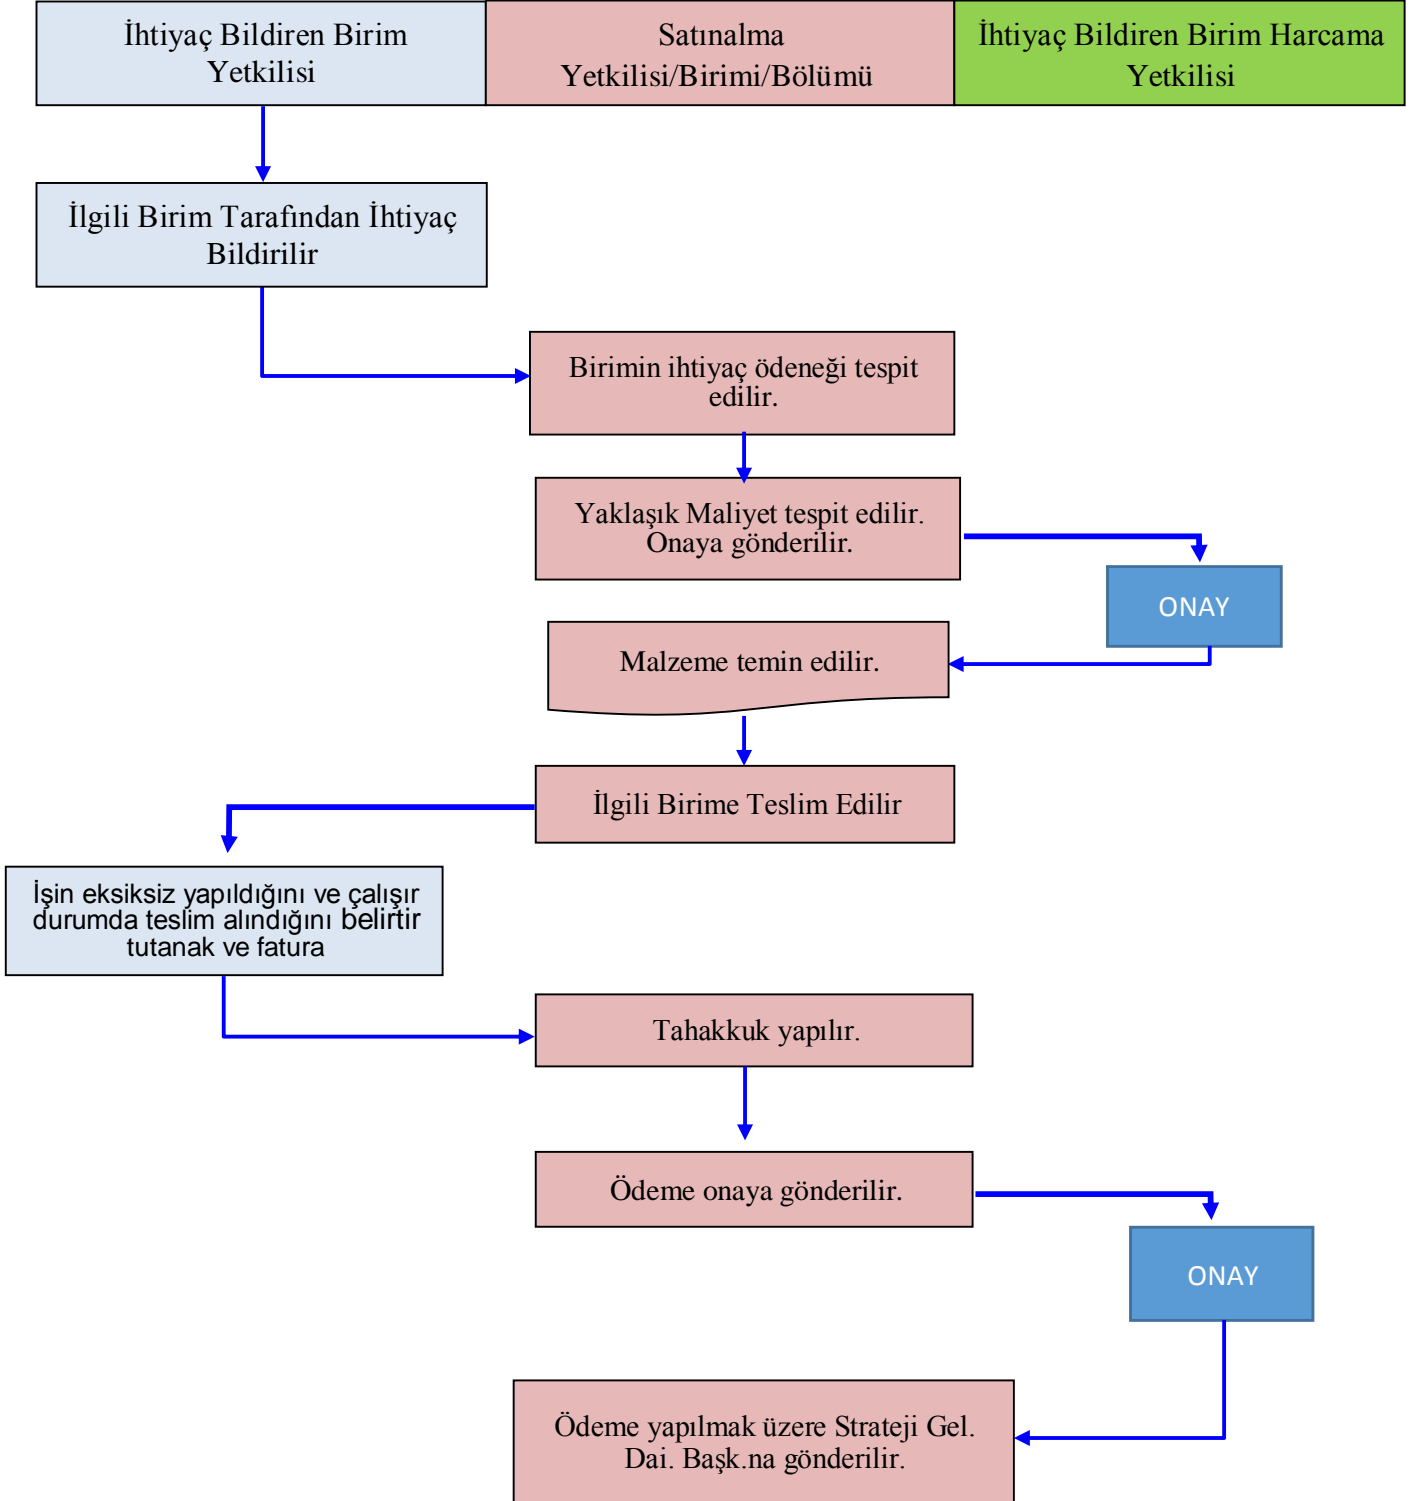 İhtiyaç Bildiren Birim
Yetkilisi
Satınalma
Yetkilisi/Birimi/Bölümü
İhtiyaç Bildiren Birim Harcama
Yetkilisi
İlgili Birim Tarafından İhtiyaç
Bildirilir
Birimin ihtiyaç ödeneği tespit
edilir.
Yaklaşık Maliyet tespit edilir.
Onaya gönderilir.
ONAY
Malzeme temin edilir.
İlgili Birime Teslim Edilir
İşin eksiksiz yapıldığını ve çalışır
durumda teslim alındığını belirtir
tutanak ve fatura
Tahakkuk yapılır.
Ödeme onaya gönderilir.
ONAY
Ödeme yapılmak üzere Strateji Gel.
Dai. Başk.na gönderilir.